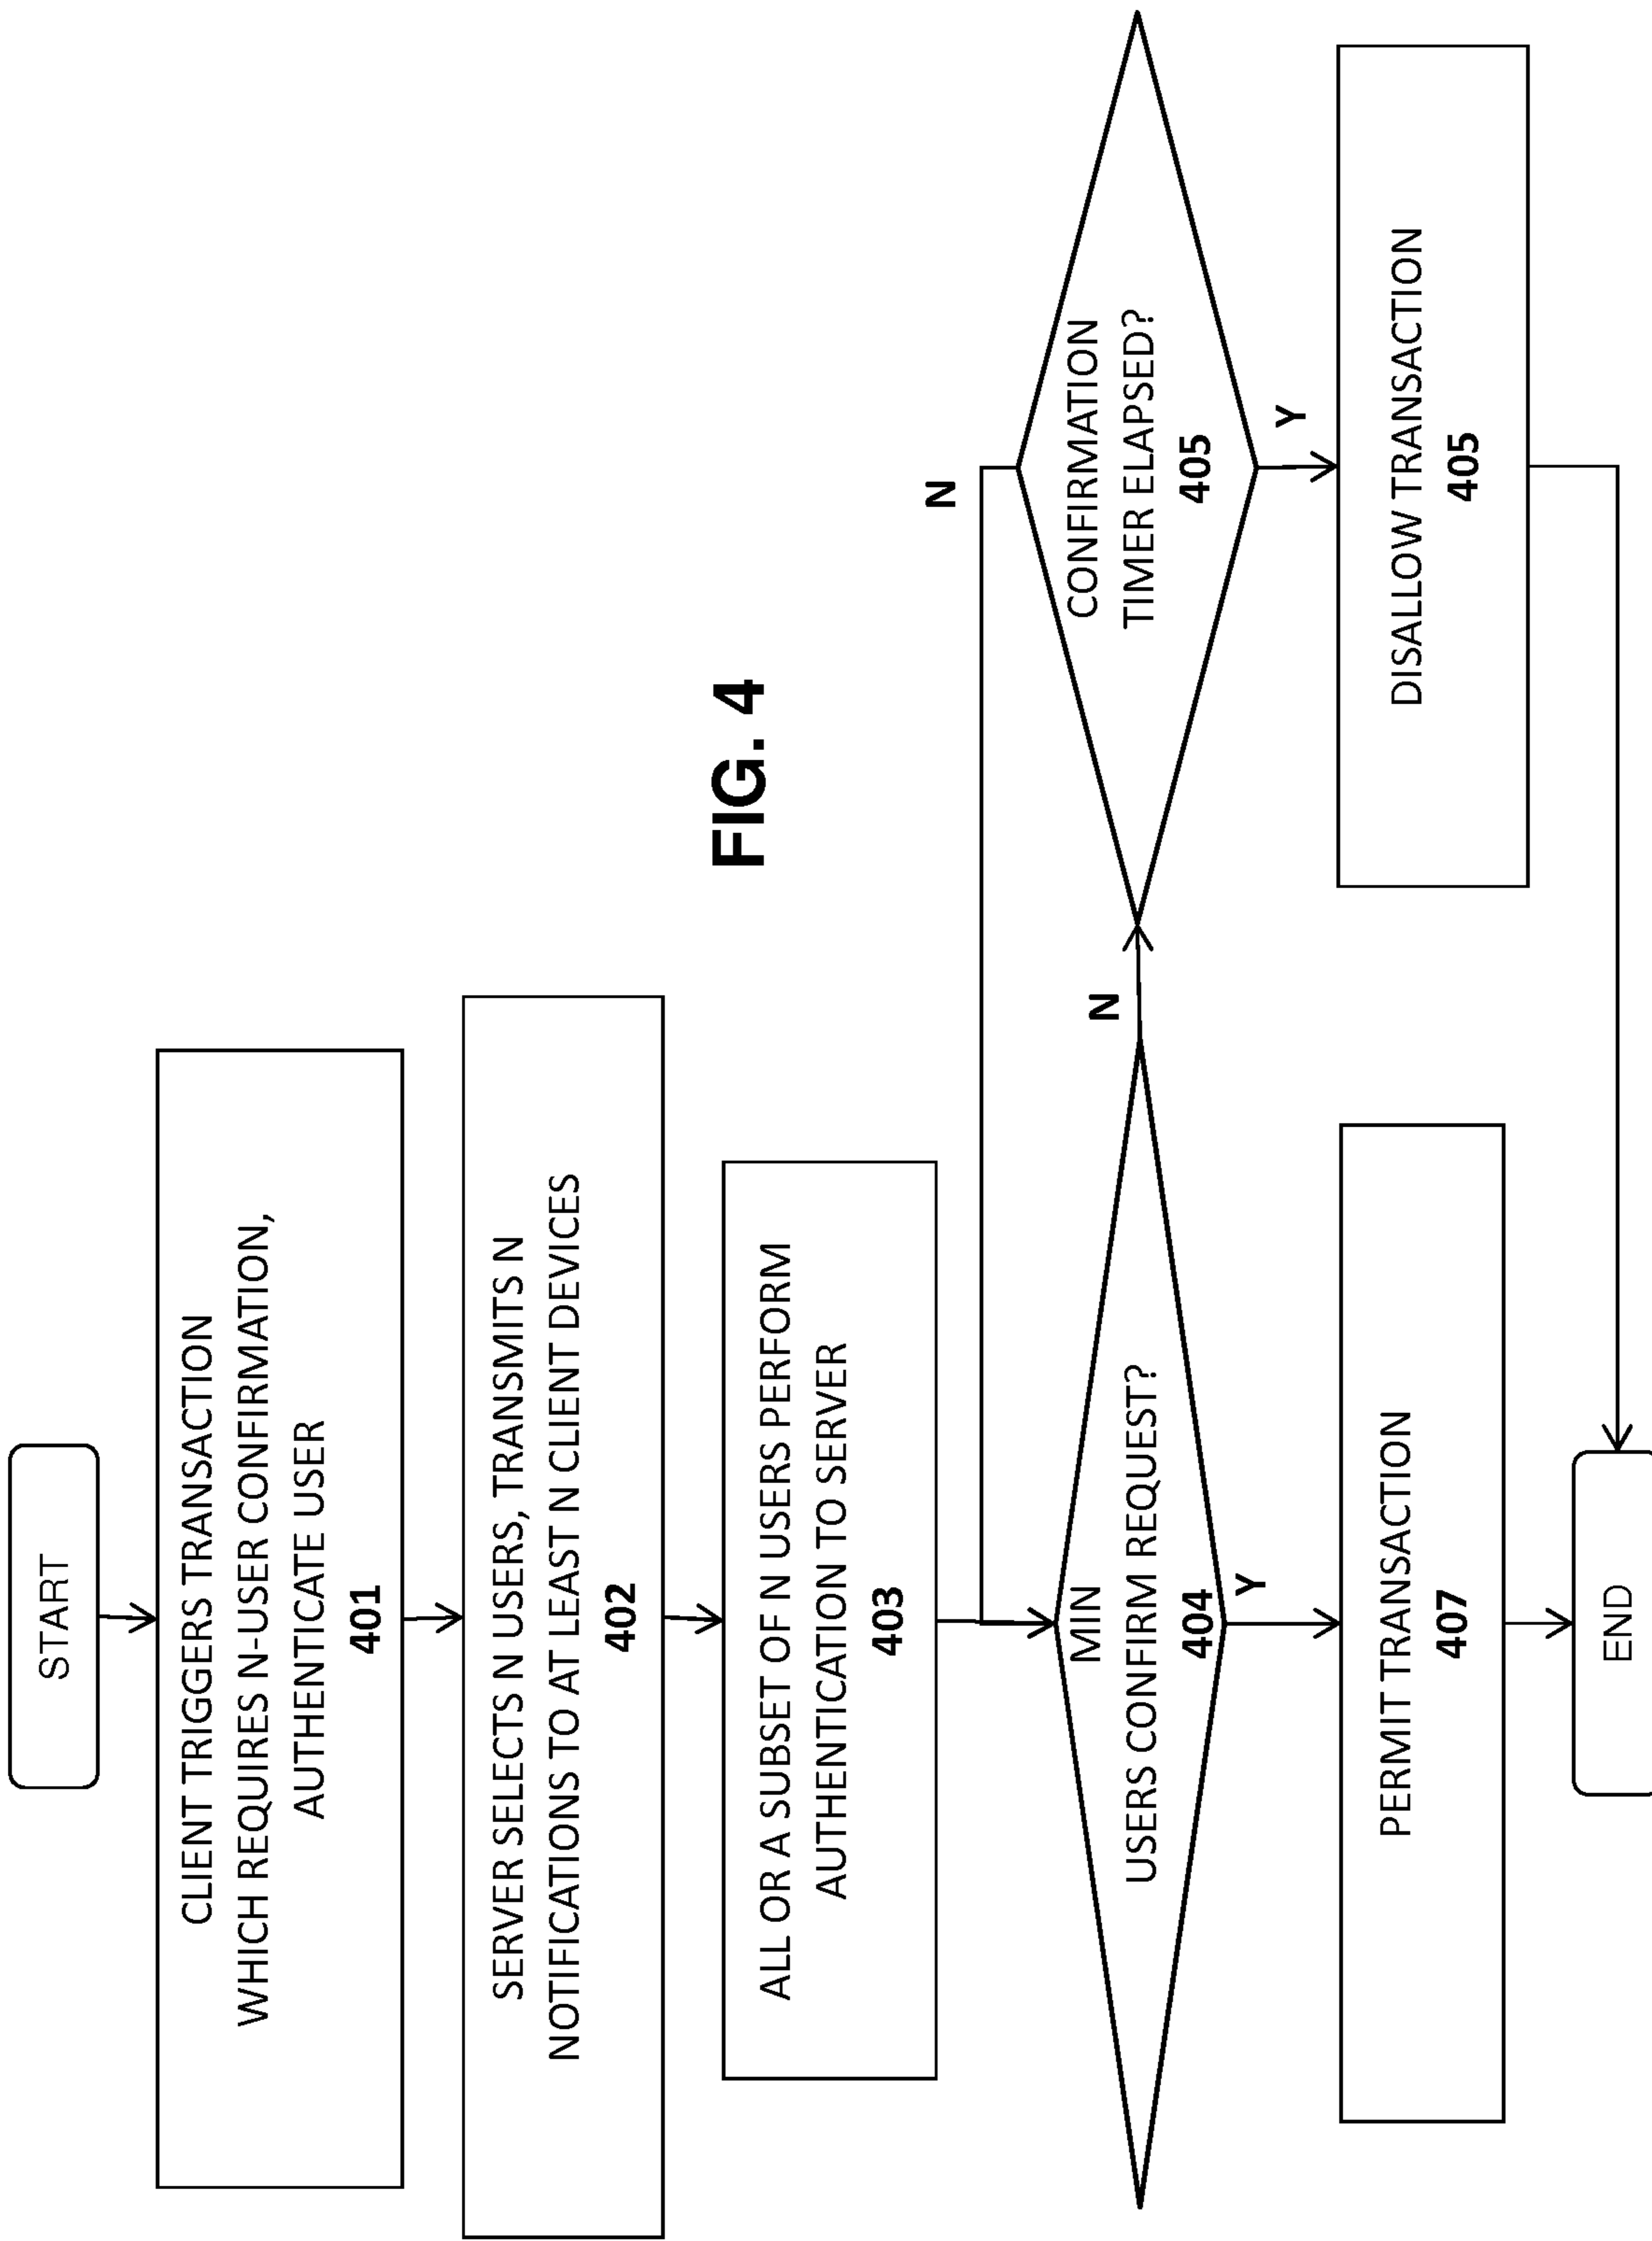 START
CLIENT TRIGGERS TRANSACTION
WHICH REQUIRES N-USER CONFIRMATION,
AUTHENTICATE USER
401
SERVER SELECTS N USERS, TRANSMITS N
NOTIFICATIONS TO AT LEAST N CLIENT DEVICES
402
ALL OR A SUBSET OF N USERS PERFORM
AUTHENTICATION TO SERVER
403
FIG. 4
MIN
USERS CONFIRM REQUEST?
404
N
Y
CONFIRMATION
TIMER ELAPSED?
405
N
Y
PERMIT TRANSACTION
407
DISALLOW TRANSACTION
405
END